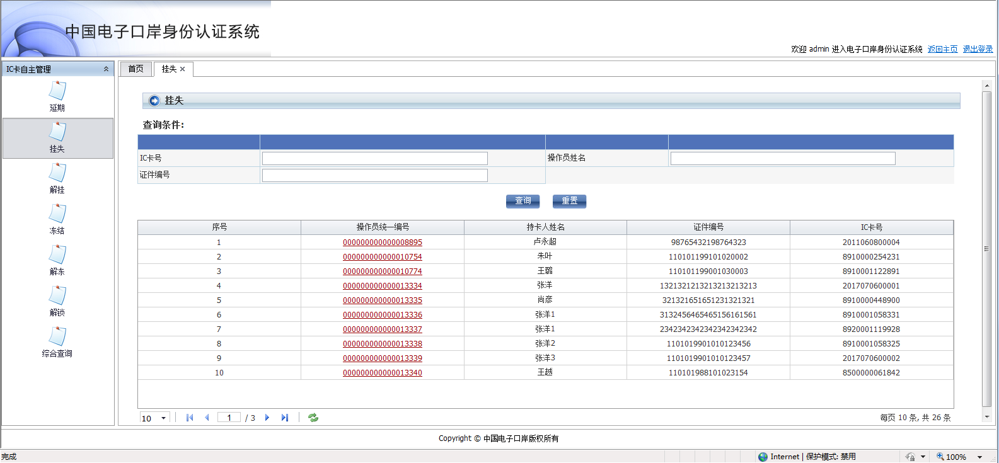 中国电子口岸身份认证系统
欢迎 admin 进入电子口岸身份认证系统 返回主页 退出登录
IC卡自主管理
延期
挂失
解挂
冻结
解冻
解锁
综合查询
首页 挂失
挂失
查询条件:
IC卡号 操作员姓名
证件编号
查询 重置
序号 操作员统一编号 持卡人姓名 证件编号 IC卡号
1 000000000000008895 卢永超 98765432198764323 2011060800004
2 000000000000010754 朱叶 110101199101020002 8910000254231
3 000000000000010774 王璐 110101199001030003 8910001122891
4 000000000000013334 张洋 1321321213213213213213 2017070600001
5 000000000000013335 尚彦 321321651651231321321 8910000448900
6 000000000000013336 张洋1 3132456465465156161561 8910001058331
7 000000000000013337 张洋1 2342342342342342342342 8920001119928
8 000000000000013338 张洋2 1101019901010123456 8910001058325
9 000000000000013339 张洋3 1101019901010123457 2017070600002
10 000000000000013340 王越 110101988101023154 8500000061842
10 1 / 3 每页 10 条, 共 26 条
Copyright © 中国电子口岸版权所有
完成 Internet | 保护模式: 禁用 100%